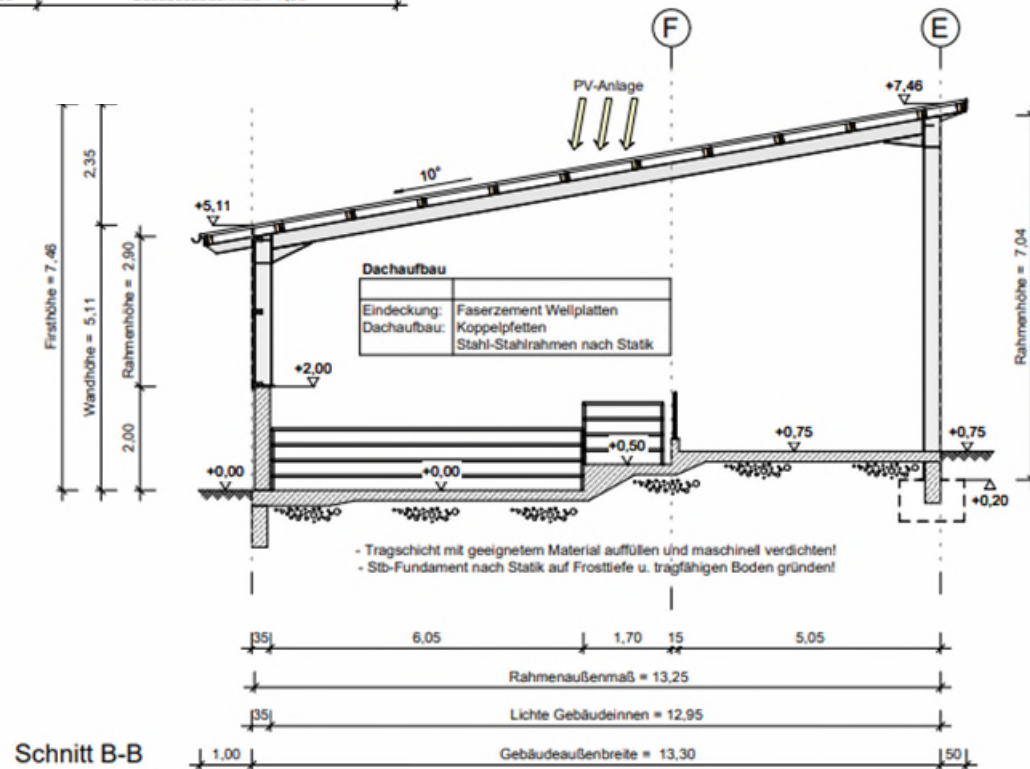 F
E
PV-Anlage
+7,46
10°
+5,11
2,35
Firsthöhe = 7,46
Wandhöhe = 5,11
Rahmenhöhe = 2,90
2,00
Rahmenhöhe = 7,04
Dachaufbau
Eindeckung: Faserzement Wellplatten
Dachaufbau: Koppelpfetten
Stahl-Stahlrahmen nach Statik
+2,00
+0,00
+0,00
+0,50
+0,75
+0,75
+0,20
- Tragschicht mit geeignetem Material auffüllen und maschinell verdichten!
- Stb-Fundament nach Statik auf Frosttiefe u. tragfähigen Boden gründen!
35 6,05 1,70 15 5,05
Rahmenaußenmaß = 13,25
35 Lichte Gebäudeinnen = 12,95
Schnitt B-B 1,00 Gebäudeaußenbreite = 13,30 50